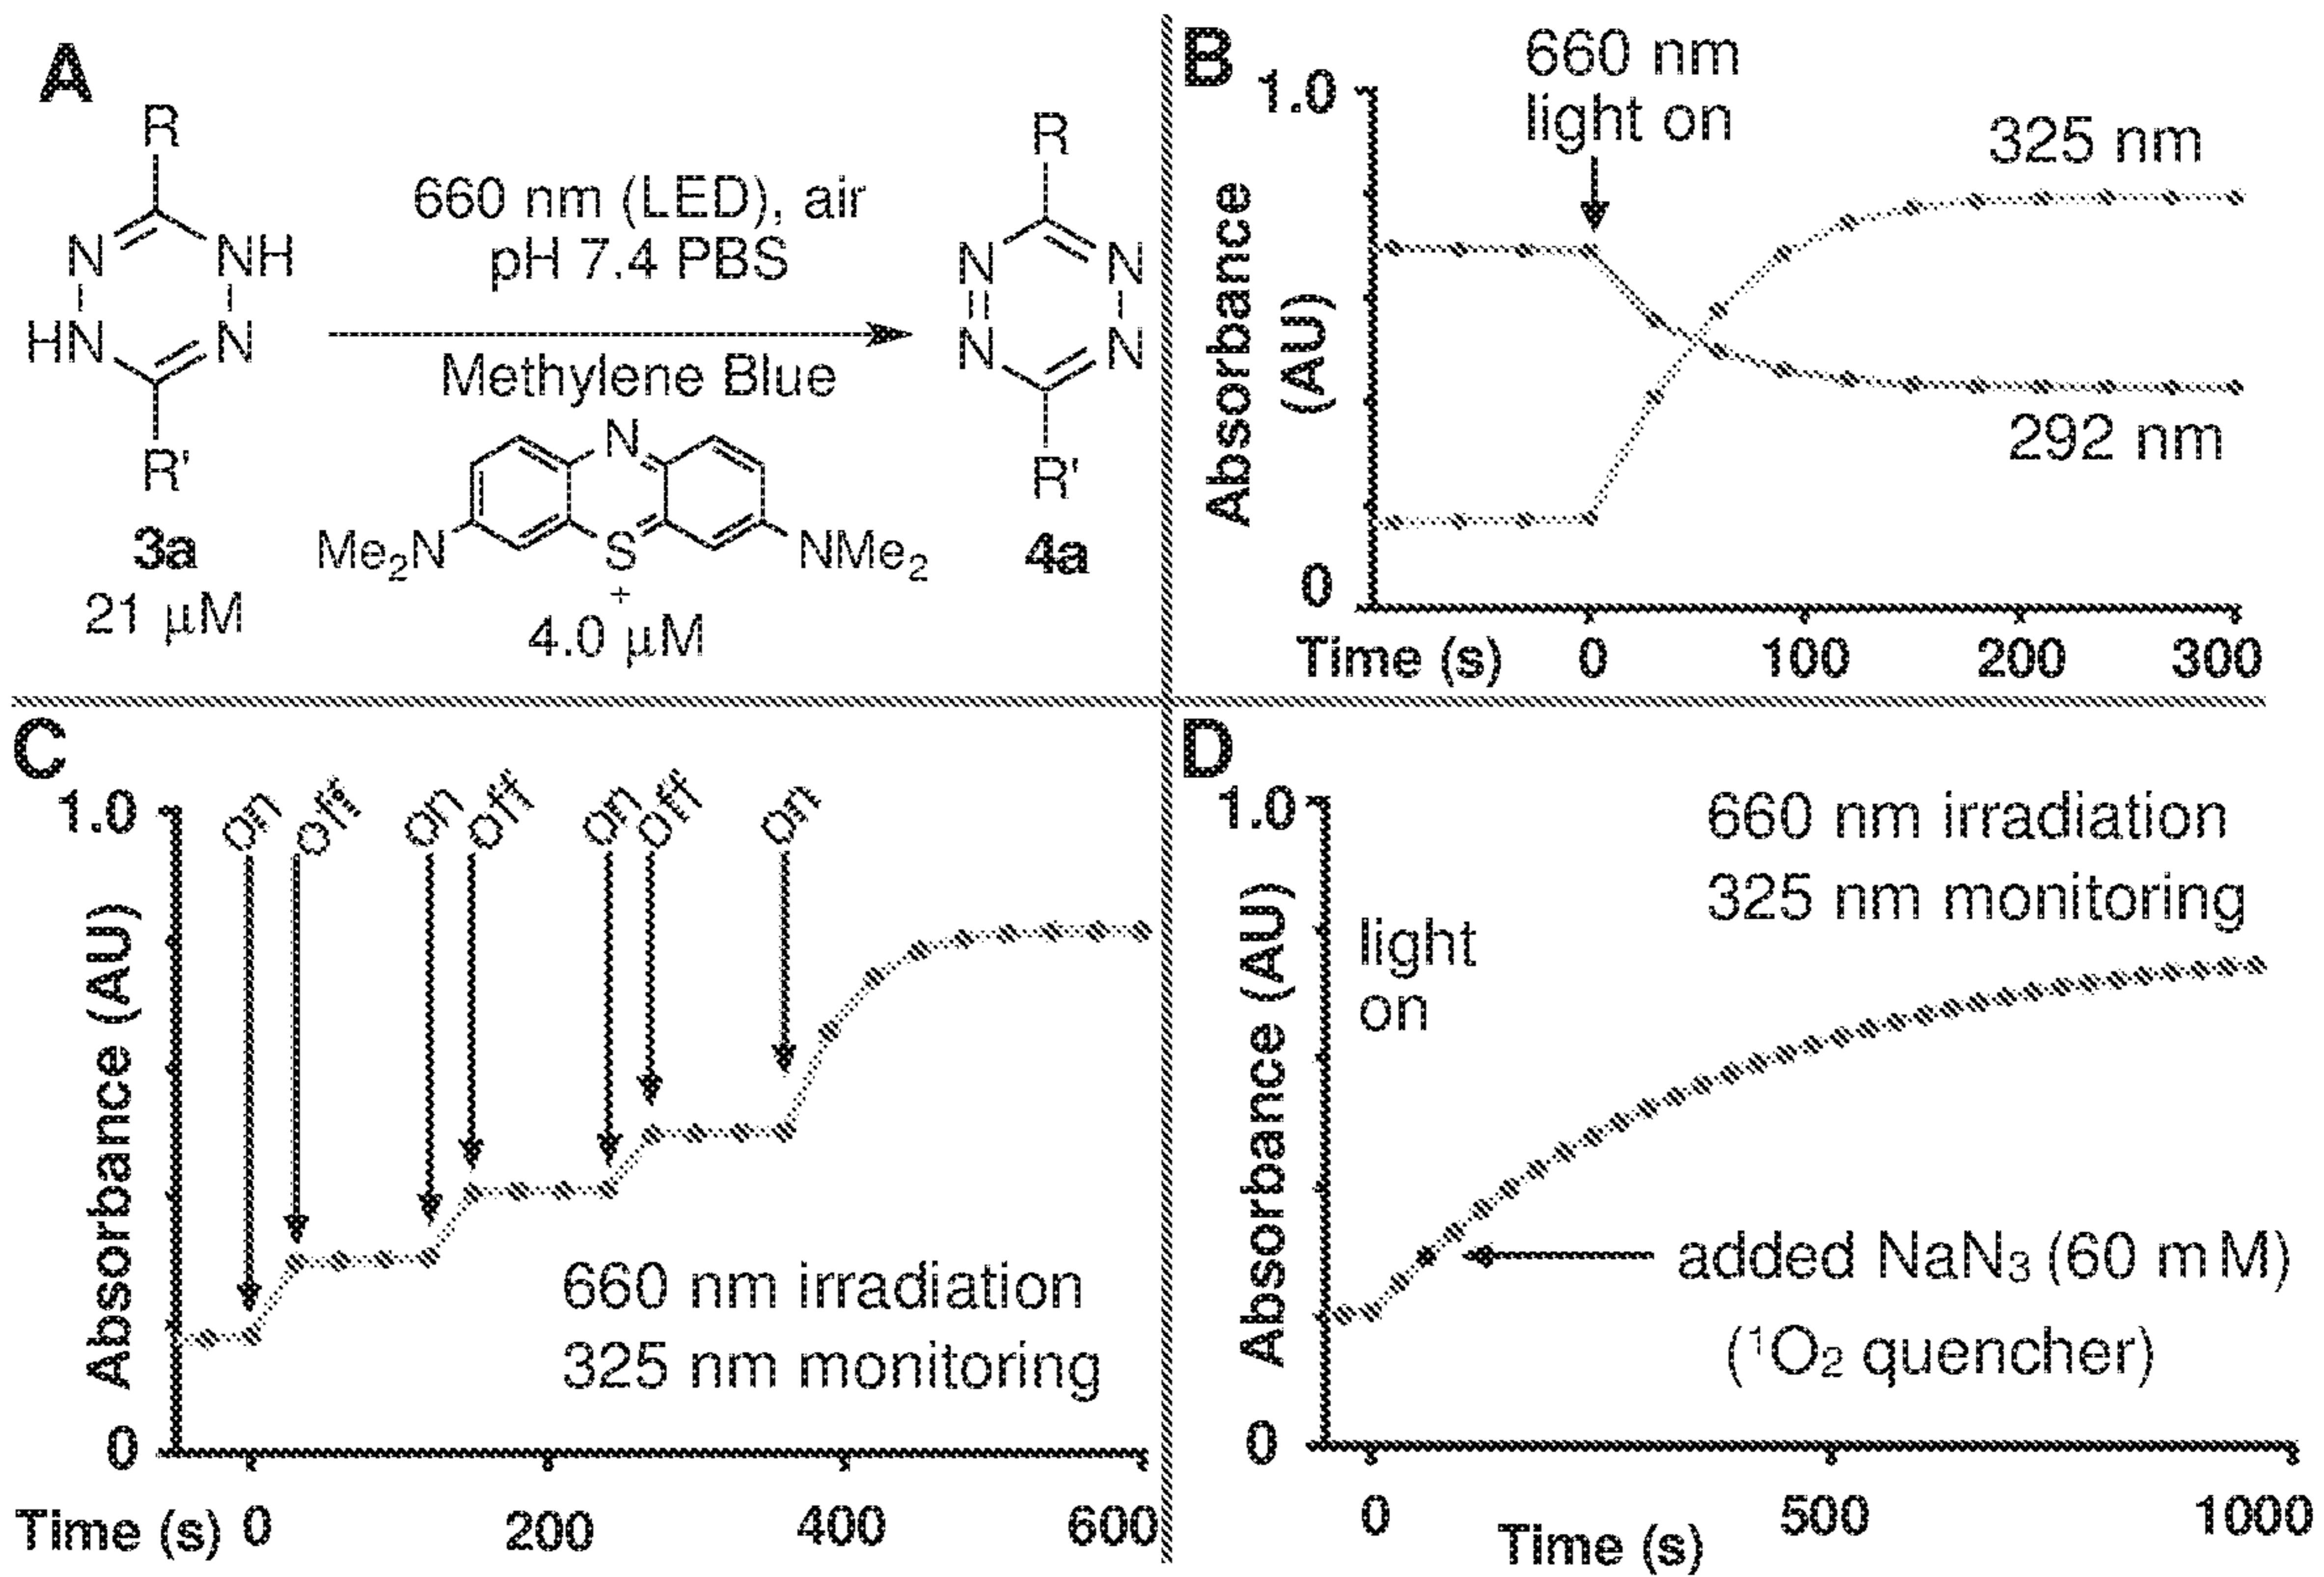 A
R
N
NH
HN
N
R'
3a
21 μM
660 nm (LED), air
pH 7.4 PBS
Methylene Blue
N
Me2N
S
NMe2
+
4.0 μM
R
N
N
N
N
R'
4a
B
660 nm
light on
1.0
325 nm
Absorbance
(AU)
292 nm
0
Time (s)
0
100
200
300
C
1.0
on
off
on
off
on
off
on
Absorbance (AU)
660 nm irradiation
325 nm monitoring
0
Time (s)
0
200
400
600
D
1.0
660 nm irradiation
325 nm monitoring
light
on
Absorbance (AU)
added NaN3 (60 mM)
(¹O2 quencher)
0
0
500
1000
Time (s)